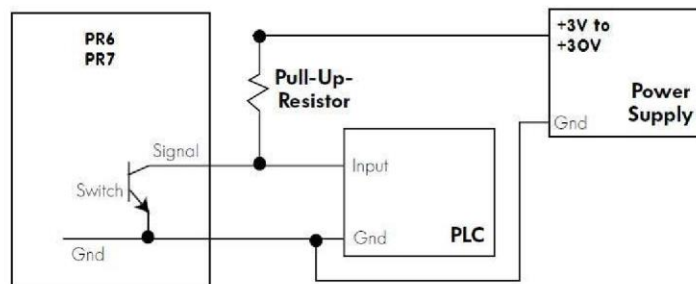 PR6
PR7
Signal
Switch
Gnd
Pull-Up-
Resistor
Input
Gnd
PLC
+3V to
+30V
Power
Supply
Gnd